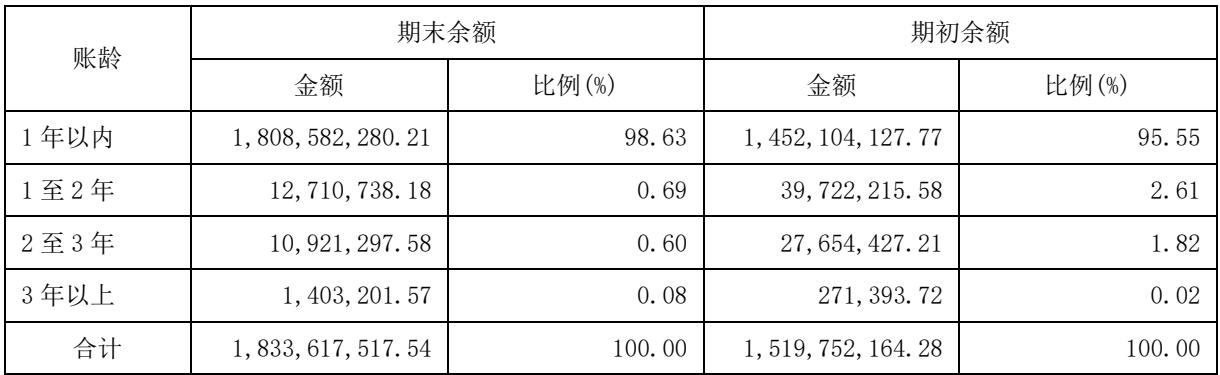 账龄 期末余额 期初余额
金额 比例(%) 金额 比例(%)
1 年以内 1,808,582,280.21 98.63 1,452,104,127.77 95.55
1 至 2 年 12,710,738.18 0.69 39,722,215.58 2.61
2 至 3 年 10,921,297.58 0.60 27,654,427.21 1.82
3 年以上 1,403,201.57 0.08 271,393.72 0.02
合计 1,833,617,517.54 100.00 1,519,752,164.28 100.00